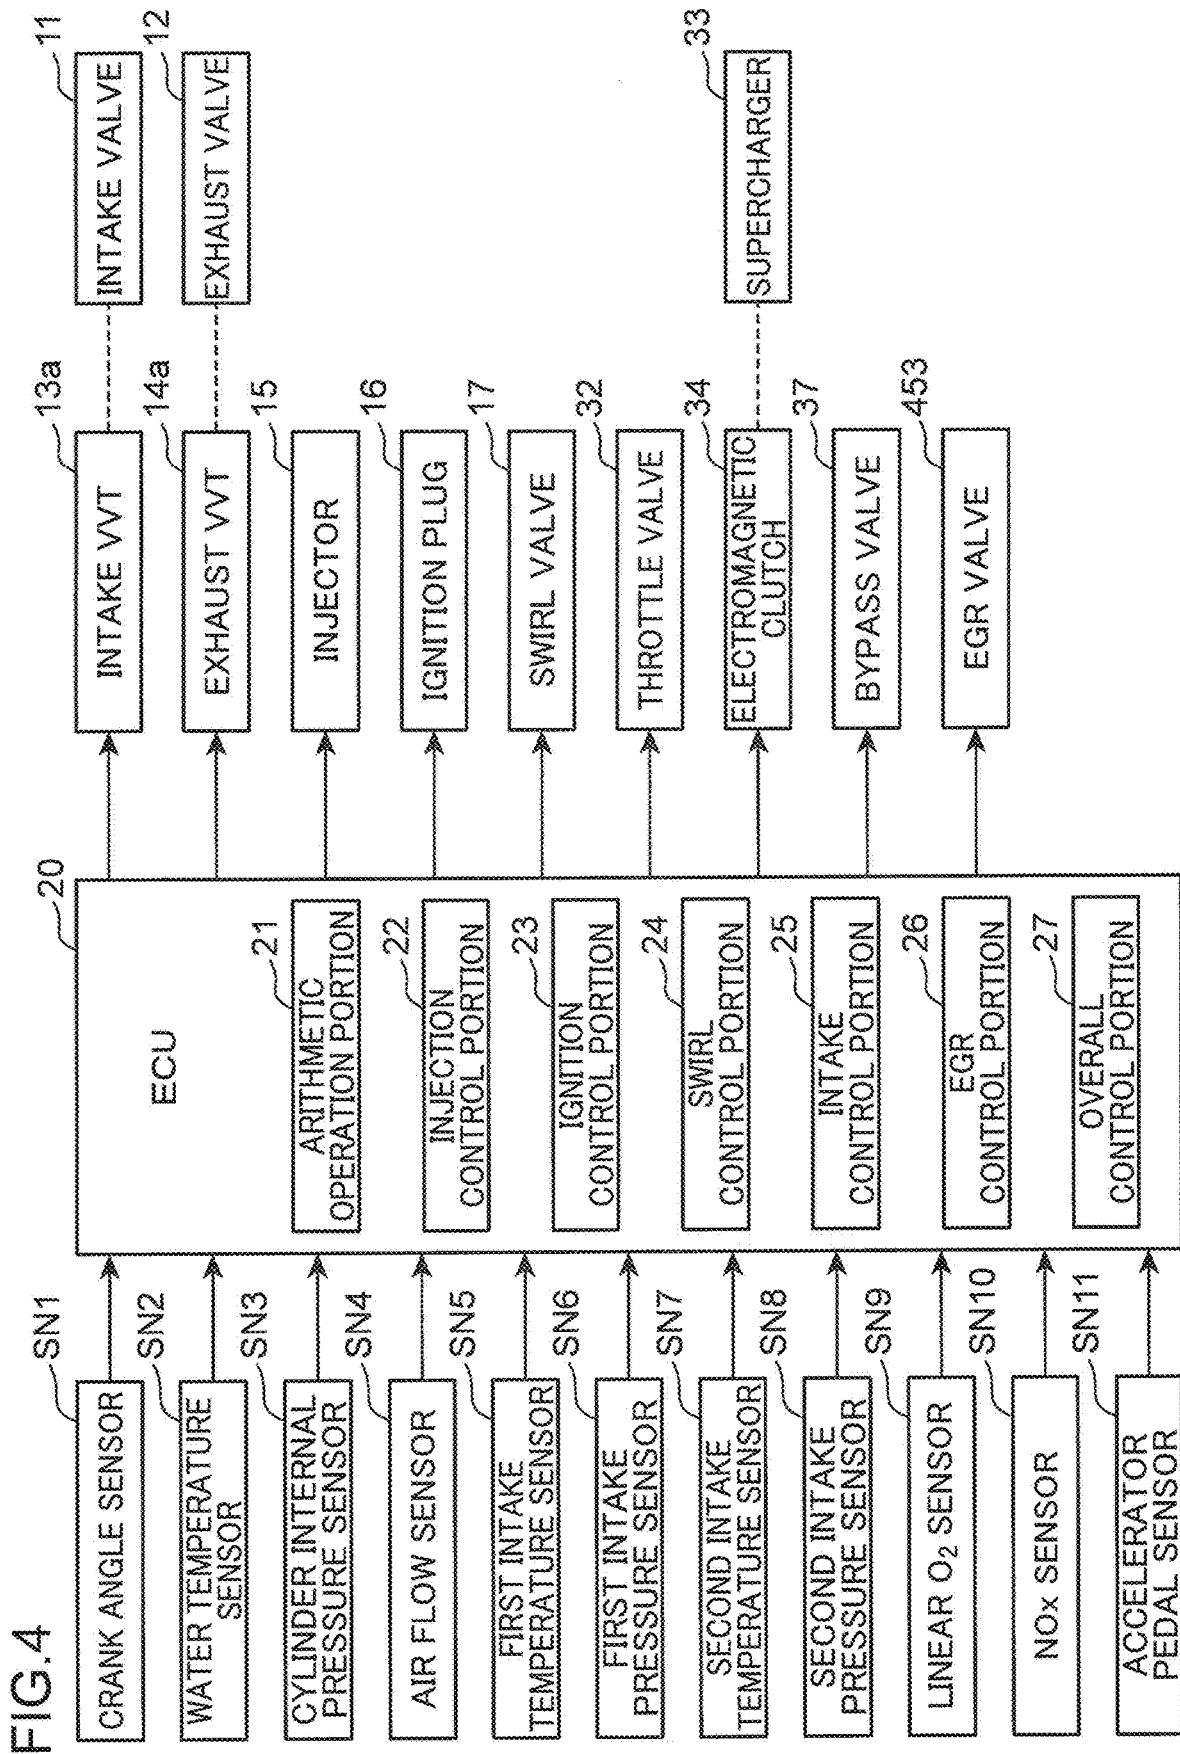 FIG.4
SN1
CRANK ANGLE SENSOR
SN2
WATER TEMPERATURE
SENSOR
SN3
CYLINDER INTERNAL
PRESSURE SENSOR
SN4
AIR FLOW SENSOR
SN5
FIRST INTAKE
TEMPERATURE SENSOR
SN6
FIRST INTAKE
PRESSURE SENSOR
SN7
SECOND INTAKE
TEMPERATURE SENSOR
SN8
SECOND INTAKE
PRESSURE SENSOR
SN9
LINEAR O₂ SENSOR
SN10
NOx SENSOR
SN11
ACCELERATOR
PEDAL SENSOR
20
ECU
21
ARITHMETIC
OPERATION PORTION
22
INJECTION
CONTROL PORTION
23
IGNITION
CONTROL PORTION
24
SWIRL
CONTROL PORTION
25
INTAKE
CONTROL PORTION
26
EGR
CONTROL PORTION
27
OVERALL
CONTROL PORTION
13a
INTAKE VVT
14a
EXHAUST VVT
15
INJECTOR
16
IGNITION PLUG
17
SWIRL VALVE
32
THROTTLE VALVE
34
ELECTROMAGNETIC
CLUTCH
37
BYPASS VALVE
453
EGR VALVE
11
INTAKE VALVE
12
EXHAUST VALVE
33
SUPERCHARGER